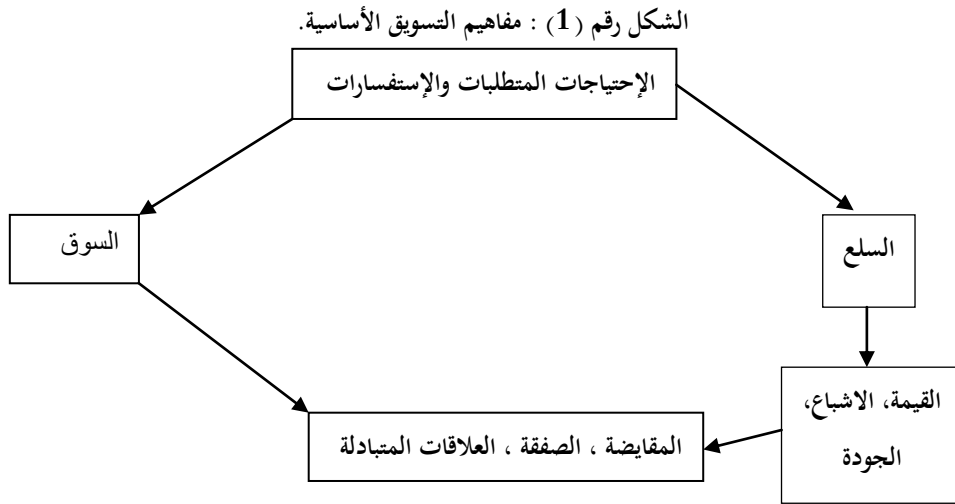 الشكل رقم (1) : مفاهيم التسويق الأساسية.
الإحتياجات المتطلبات والإستفسارات
السوق
السلع
القيمة، الاشباع،
الجودة
المقايضة ، الصفقة ، العلاقات المتبادلة